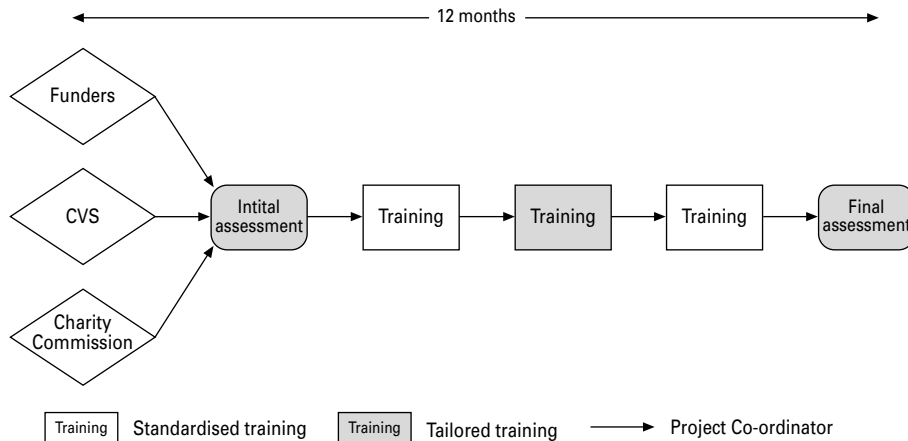 12 months
Funders
CVS
Charity
Commission
Intital
assessment
Training
Training
Training
Final
assessment
Training
Standardised training
Training
Tailored training
Project Co-ordinator